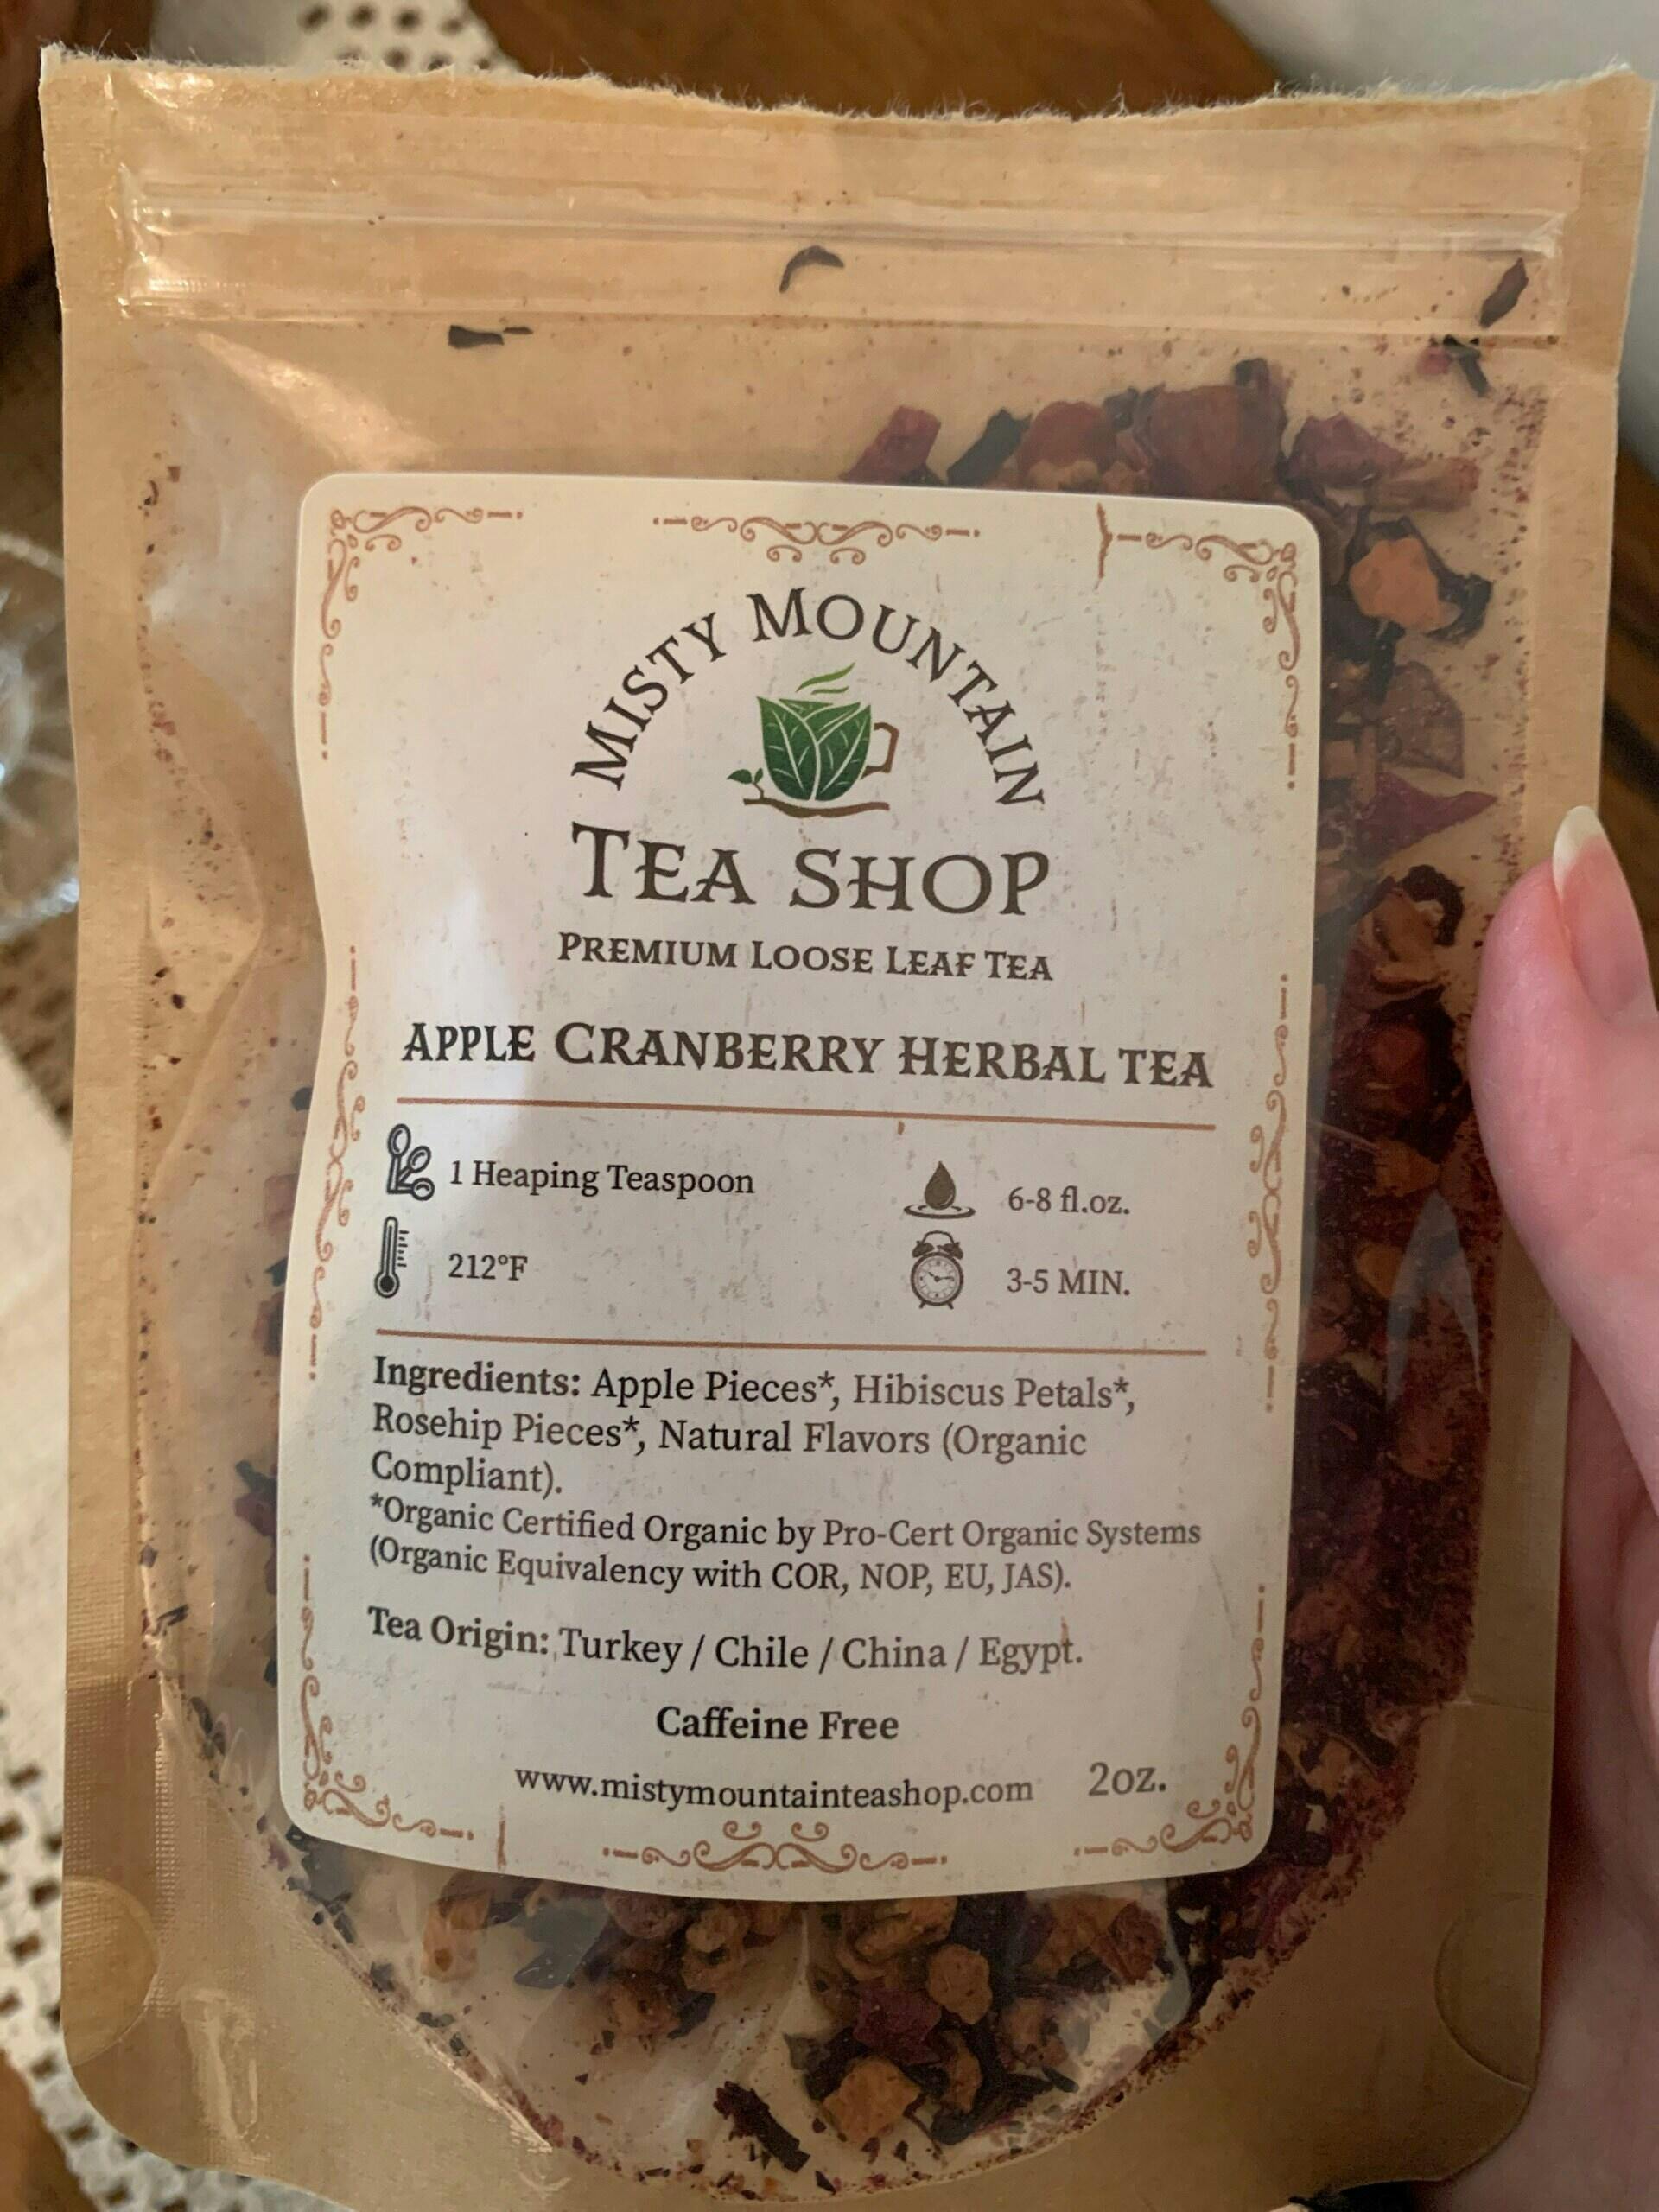 MISTY MOUNTAIN
TEA SHOP
PREMIUM LOOSE LEAF TEA
APPLE CRANBERRY HERBAL TEA
1 Heaping Teaspoon
6-8 fl.oz.
212°F
3-5 MIN.
Ingredients: Apple Pieces*, Hibiscus Petals*,
Rosehip Pieces*, Natural Flavors (Organic
Compliant).
*Organic Certified Organic by Pro-Cert Organic Systems
(Organic Equivalency with COR, NOP, EU, JAS).
Tea Origin: Turkey / Chile / China / Egypt.
Caffeine Free
www.mistymountainteashop.com 2oz.